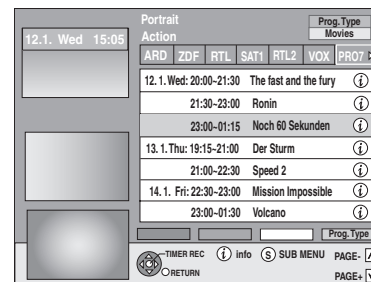 Portrait
Prog.Type
12.1. Wed 15:05
Action
Movies
ARD ZDF RTL SAT1 RTL2 VOX PRO7
12. 1. Wed: 20:00~21:30 The fast and the fury i
21:30~23:00 Ronin i
23:00~01:15 Noch 60 Sekunden i
13. 1. Thu: 19:15~21:00 Der Sturm i
21:00~22:30 Speed 2 i
14. 1. Fri: 22:30~23:00 Mission Impossible i
23:00~01:30 Volcano i
Prog.Type
TIMER REC i info S SUB MENU PAGE-
RETURN PAGE+